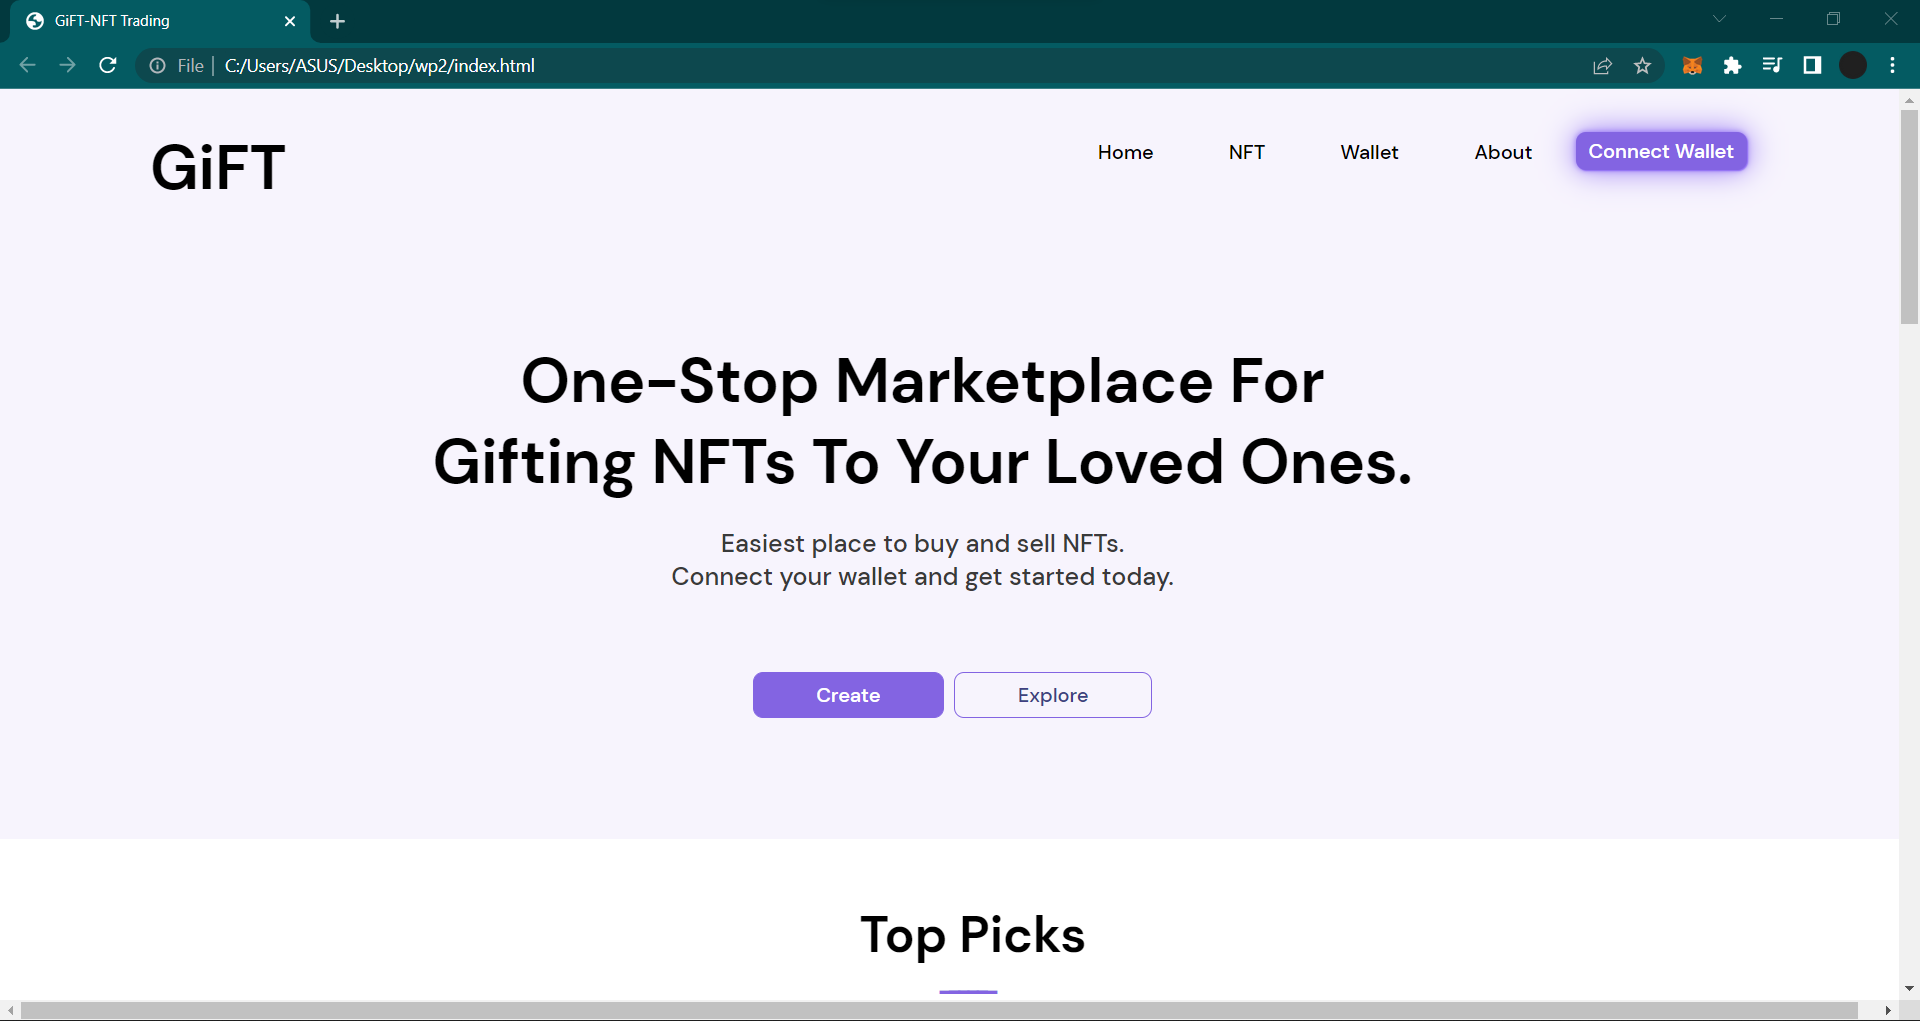 GiFT-NFT Trading
File | C:/Users/ASUS/Desktop/wp2/index.html
GiFT
Home NFT Wallet About Connect Wallet
One-Stop Marketplace For
Gifting NFTs To Your Loved Ones.
Easiest place to buy and sell NFTs.
Connect your wallet and get started today.
Create Explore
Top Picks